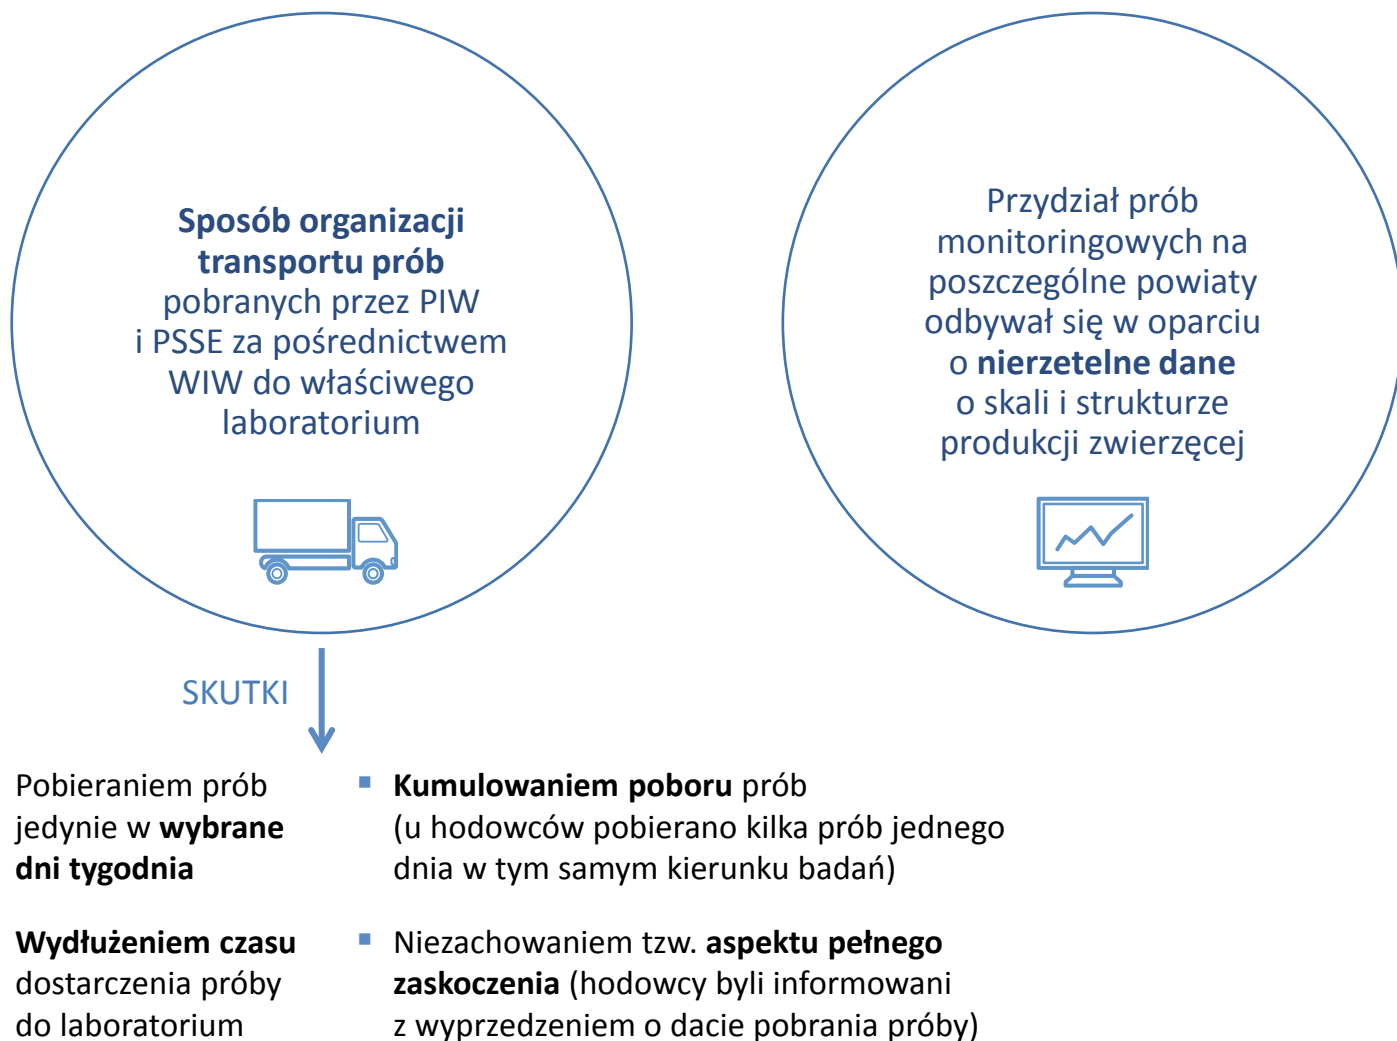 Sposób organizacji
transportu prób
pobranych przez PIW
i PSSE za pośrednictwem
WIW do właściwego
laboratorium
Przydział prób
monitoringowych na
poszczególne powiaty
odbywał się w oparciu
o nierzetelne dane
o skali i strukturze
produkcji zwierzęcej
SKUTKI
Pobieraniem prób
jedynie w wybrane
dni tygodnia
▪ Kumulowaniem poboru prób
(u hodowców pobierano kilka prób jednego
dnia w tym samym kierunku badań)
Wydłużeniem czasu
dostarczenia próby
do laboratorium
▪ Niezachowaniem tzw. aspektu pełnego
zaskoczenia (hodowcy byli informowani
z wyprzedzeniem o dacie pobrania próby)